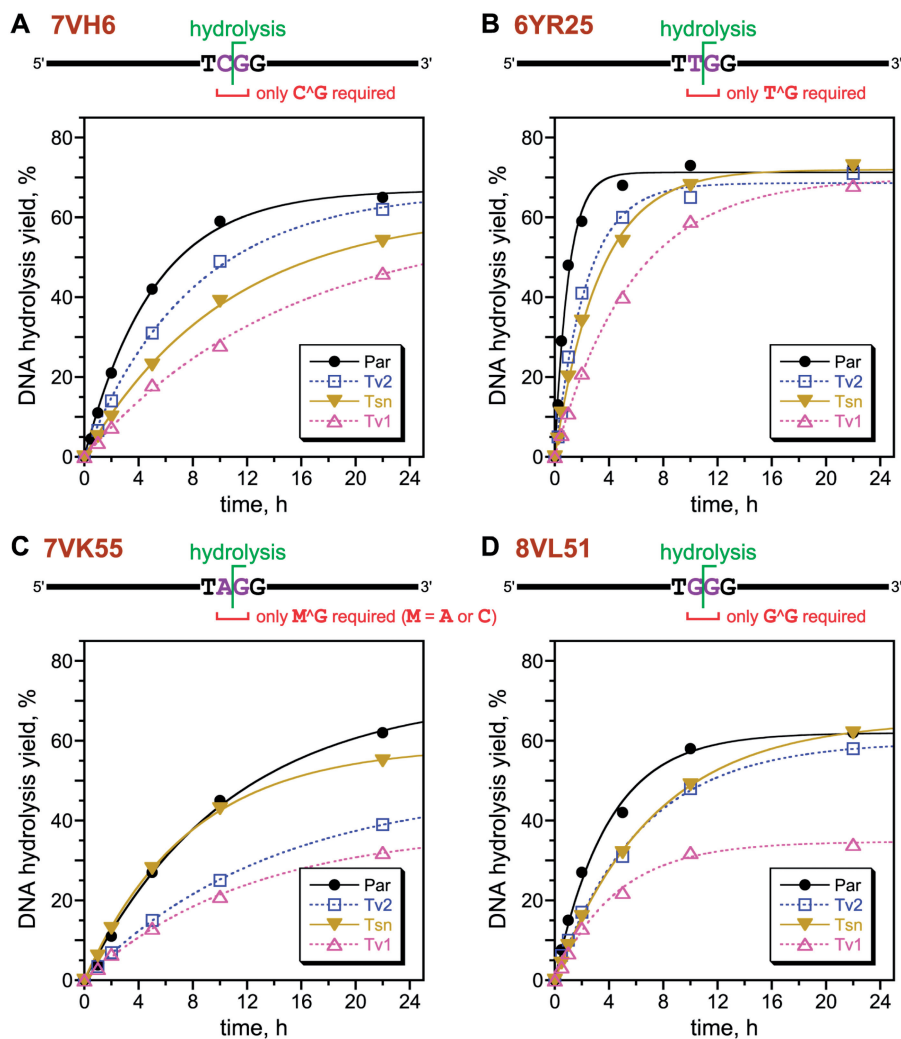 A 7VH6
hydrolysis
5' TCGG 3'
only C^G required
DNA hydrolysis yield, %
80
60
40
20
0
Par
Tv2
Tsn
Tv1
0 4 8 12 16 20 24
time, h
B 6YR25
hydrolysis
5' TTGG 3'
only T^G required
DNA hydrolysis yield, %
80
60
40
20
0
Par
Tv2
Tsn
Tv1
0 4 8 12 16 20 24
time, h
C 7VK55
hydrolysis
5' TAGG 3'
only M^G required (M = A or C)
DNA hydrolysis yield, %
80
60
40
20
0
Par
Tv2
Tsn
Tv1
0 4 8 12 16 20 24
time, h
D 8VL51
hydrolysis
5' TGGG 3'
only G^G required
DNA hydrolysis yield, %
80
60
40
20
0
Par
Tv2
Tsn
Tv1
0 4 8 12 16 20 24
time, h